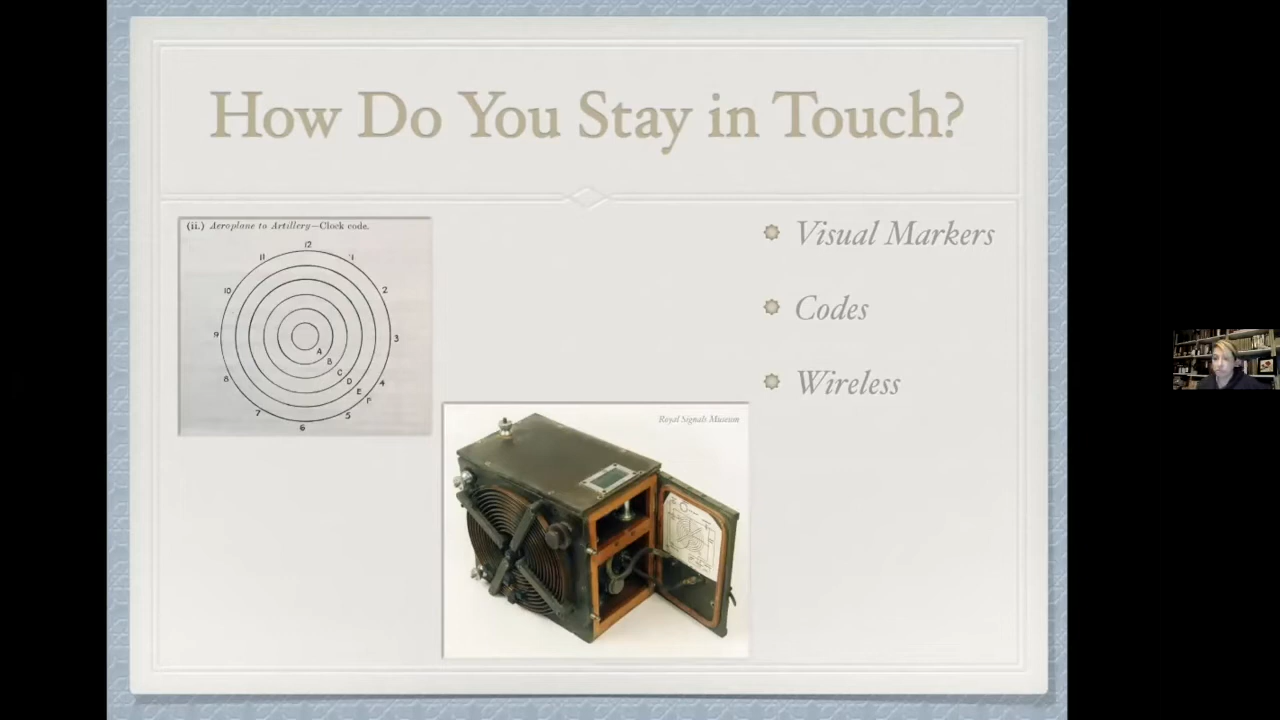 How Do You Stay in Touch?
(ii.) Aeroplane to Artillery—Clock code.
12
11
1
10
2
9
3
8
4
7
5
6
A
B
C
D
E
F
Visual Markers
Codes
Wireless
Royal Signals Museum